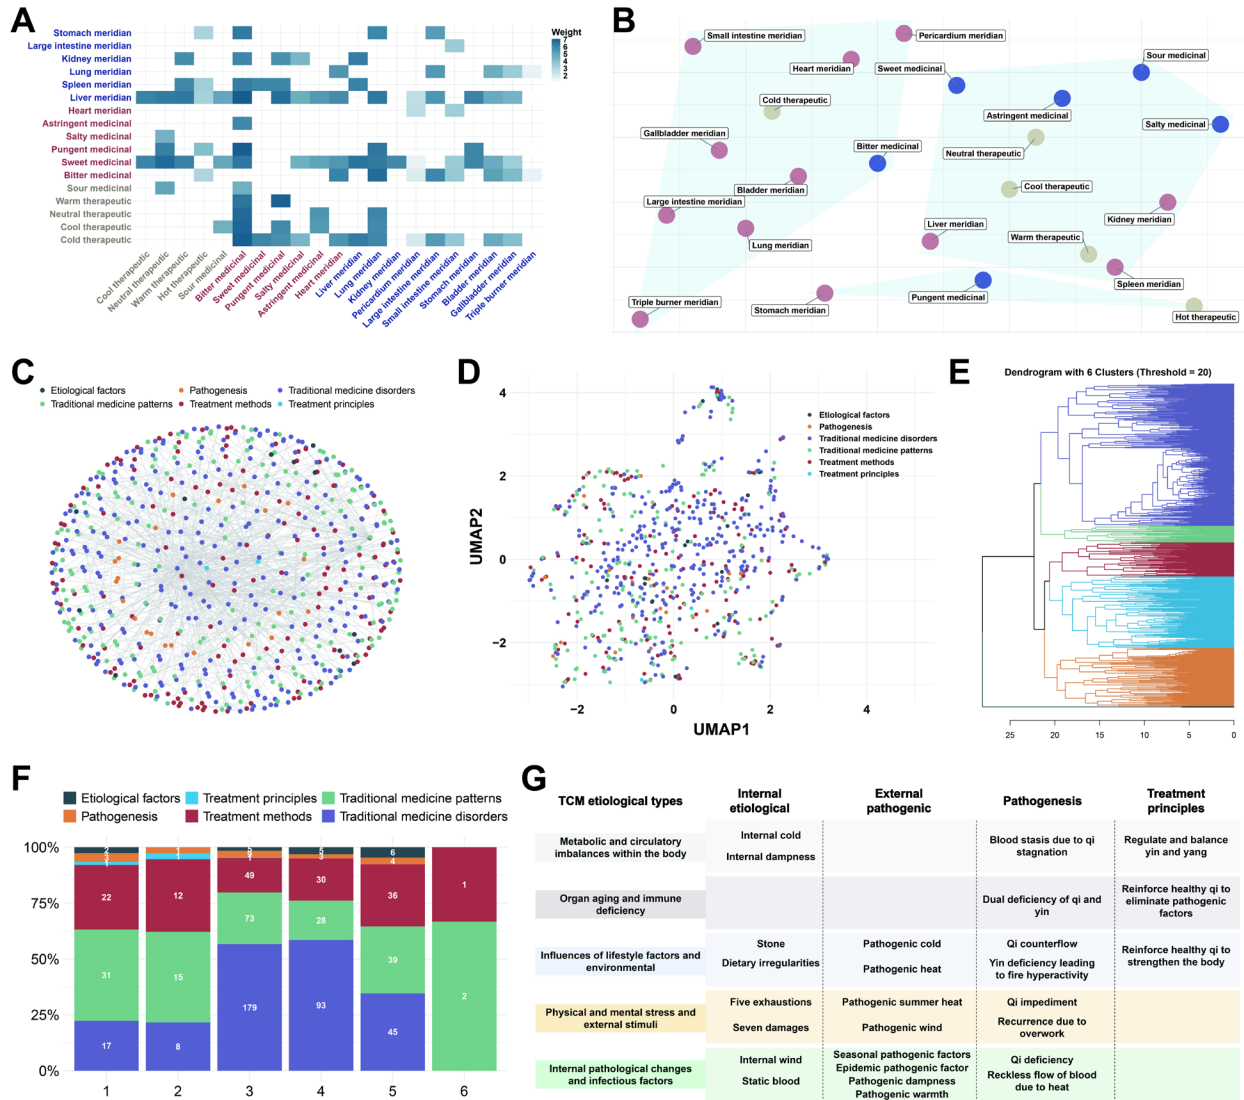 A
Stomach meridian
Large intestine meridian
Kidney meridian
Lung meridian
Spleen meridian
Liver meridian
Heart meridian
Astringent medicinal
Salty medicinal
Pungent medicinal
Sweet medicinal
Bitter medicinal
Sour medicinal
Warm therapeutic
Neutral therapeutic
Cool therapeutic
Cold therapeutic
Cool therapeutic
Neutral therapeutic
Warm therapeutic
Hot therapeutic
Sour medicinal
Bitter medicinal
Sweet medicinal
Pungent medicinal
Salty medicinal
Astringent medicinal
Heart meridian
Liver meridian
Lung meridian
Kidney meridian
Pericardium meridian
Large intestine meridian
Small intestine meridian
Stomach meridian
Bladder meridian
Gallbladder meridian
Triple burner meridian
Weight
7
6
5
4
3
2
B
Small intestine meridian
Pericardium meridian
Heart meridian
Sweet medicinal
Sour medicinal
Cold therapeutic
Astringent medicinal
Salty medicinal
Gallbladder meridian
Bitter medicinal
Neutral therapeutic
Bladder meridian
Cool therapeutic
Large intestine meridian
Kidney meridian
Liver meridian
Lung meridian
Warm therapeutic
Spleen meridian
Pungent medicinal
Triple burner meridian
Stomach meridian
Hot therapeutic
C
Etiological factors
Pathogenesis
Traditional medicine disorders
Traditional medicine patterns
Treatment methods
Treatment principles
D
4
2
0
−2
UMAP2
−2
0
2
4
UMAP1
Etiological factors
Pathogenesis
Traditional medicine disorders
Traditional medicine patterns
Treatment methods
Treatment principles
E
Dendrogram with 6 Clusters (Threshold = 20)
25
20
15
10
5
0
F
Etiological factors
Treatment principles
Traditional medicine patterns
Pathogenesis
Treatment methods
Traditional medicine disorders
100%
75%
50%
25%
0%
2
1
22
31
17
1
1
12
15
8
49
73
179
5
3
30
28
93
6
4
36
39
45
1
2
1
2
3
4
5
6
G
TCM etiological types
Internal
etiological
External
pathogenic
Pathogenesis
Treatment
principles
Metabolic and circulatory
imbalances within the body
Internal cold
Internal dampness
Blood stasis due to qi
stagnation
Regulate and balance
yin and yang
Organ aging and immune
deficiency
Dual deficiency of qi and
yin
Reinforce healthy qi to
eliminate pathogenic
factors
Influences of lifestyle factors and
environmental
Stone
Dietary irregularities
Pathogenic cold
Pathogenic heat
Qi counterflow
Yin deficiency leading
to fire hyperactivity
Reinforce healthy qi to
strengthen the body
Physical and mental stress and
external stimuli
Five exhaustions
Seven damages
Pathogenic summer heat
Pathogenic wind
Qi impediment
Recurrence due to
overwork
Internal pathological changes
and infectious factors
Internal wind
Static blood
Seasonal pathogenic factors
Epidemic pathogenic factor
Pathogenic dampness
Pathogenic warmth
Qi deficiency
Reckless flow of blood
due to heat